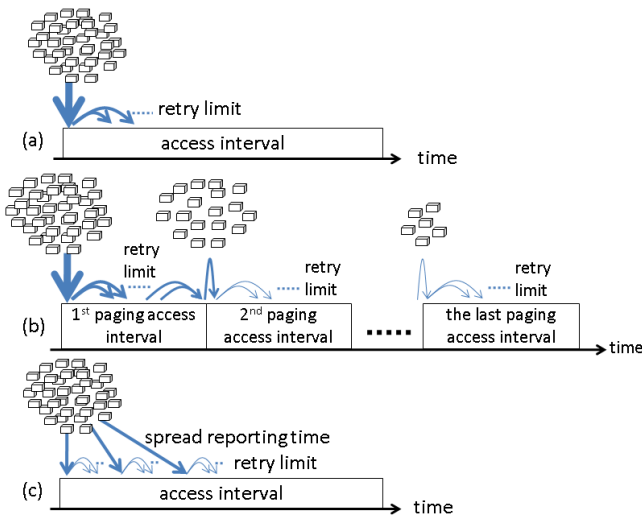 retry limit
(a)
access interval
time
retry
limit
retry
limit
retry
limit
(b)
1st paging access
interval
2nd paging
access interval
the last paging
access interval
time
spread reporting time
retry limit
(c)
access interval
time